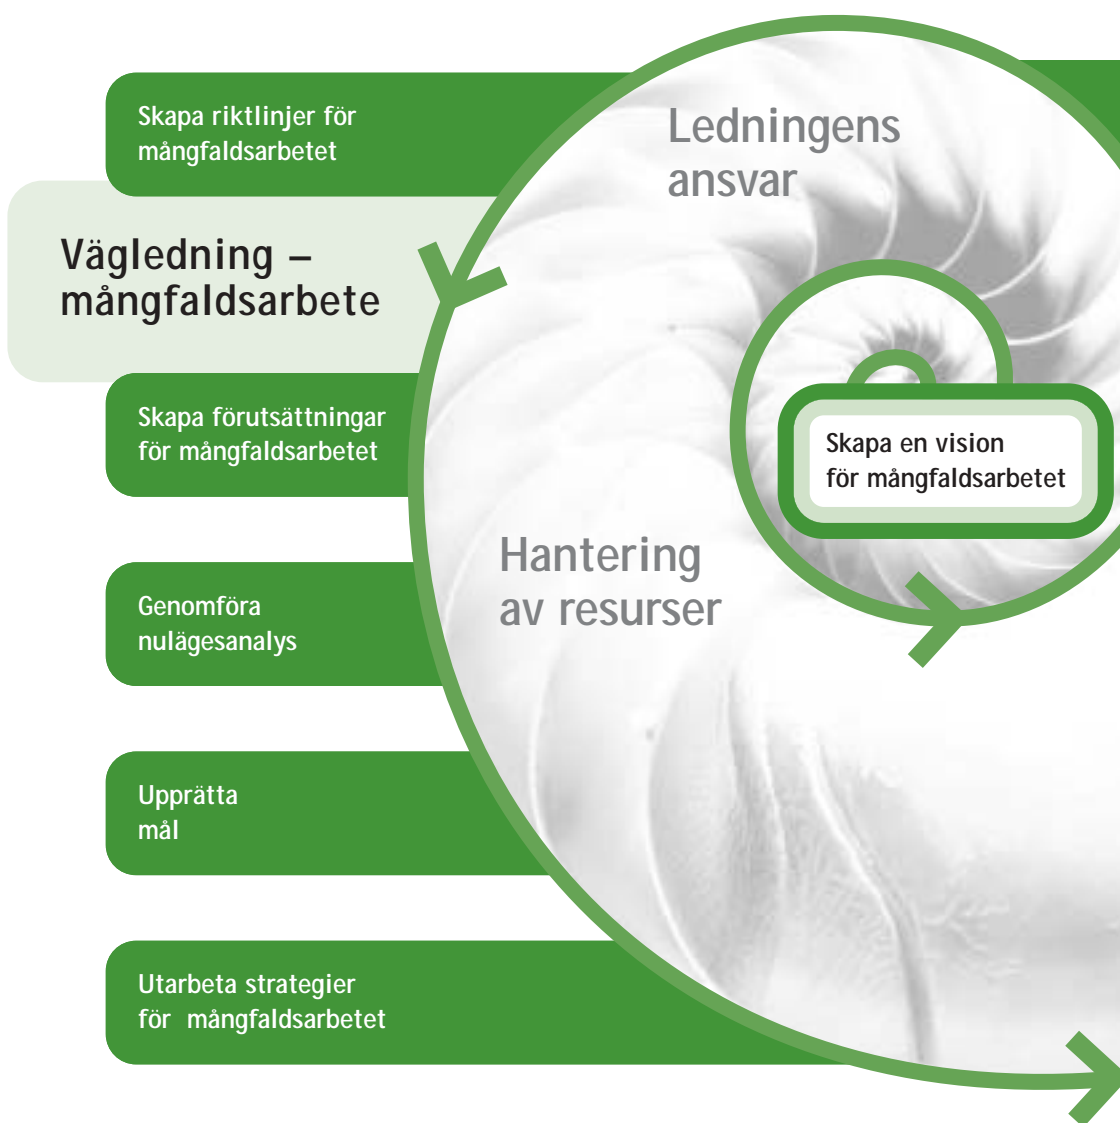 Skapa riktlinjer för
mångfaldsarbetet
Vägledning –
mångfaldsarbete
Skapa förutsättningar
för mångfaldsarbetet
Genomföra
nulägesanalys
Upprätta
mål
Utarbeta strategier
för mångfaldsarbetet
Ledningens
ansvar
Skapa en vision
för mångfaldsarbetet
Hantering
av resurser